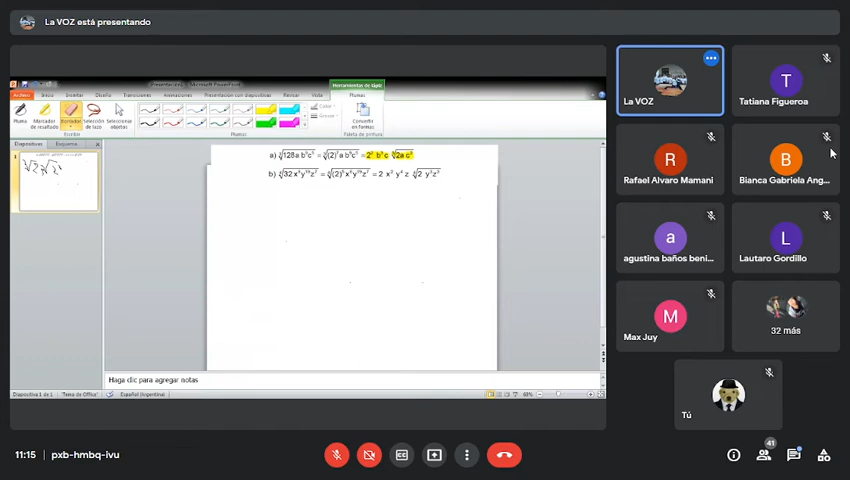 La VOZ está presentando
Presentación1 - Microsoft PowerPoint
Herramientas de lápiz
Archivo Inicio Insertar Diseño Transiciones Animaciones Presentación con diapositivas Revisar Vista Plumas
Pluma Marcador de resaltado Borrador Selección de lazo Seleccionar objetos
Color
Grosor
Convertir en formas
Escribir Plumas
Diapositivas Esquema
1
Haga clic para agregar notas
Diapositiva 1 de 1 "Tema de Office" Español (Argentina)
La VOZ
T
Tatiana Figueroa
R
Rafael Alvaro Mamani
B
Bianca Gabriela Ang...
a
agustina baños beni...
L
Lautaro Gordillo
M
Max Juy
32 más
Tú
11:15 pxb-hmbq-ivu
41